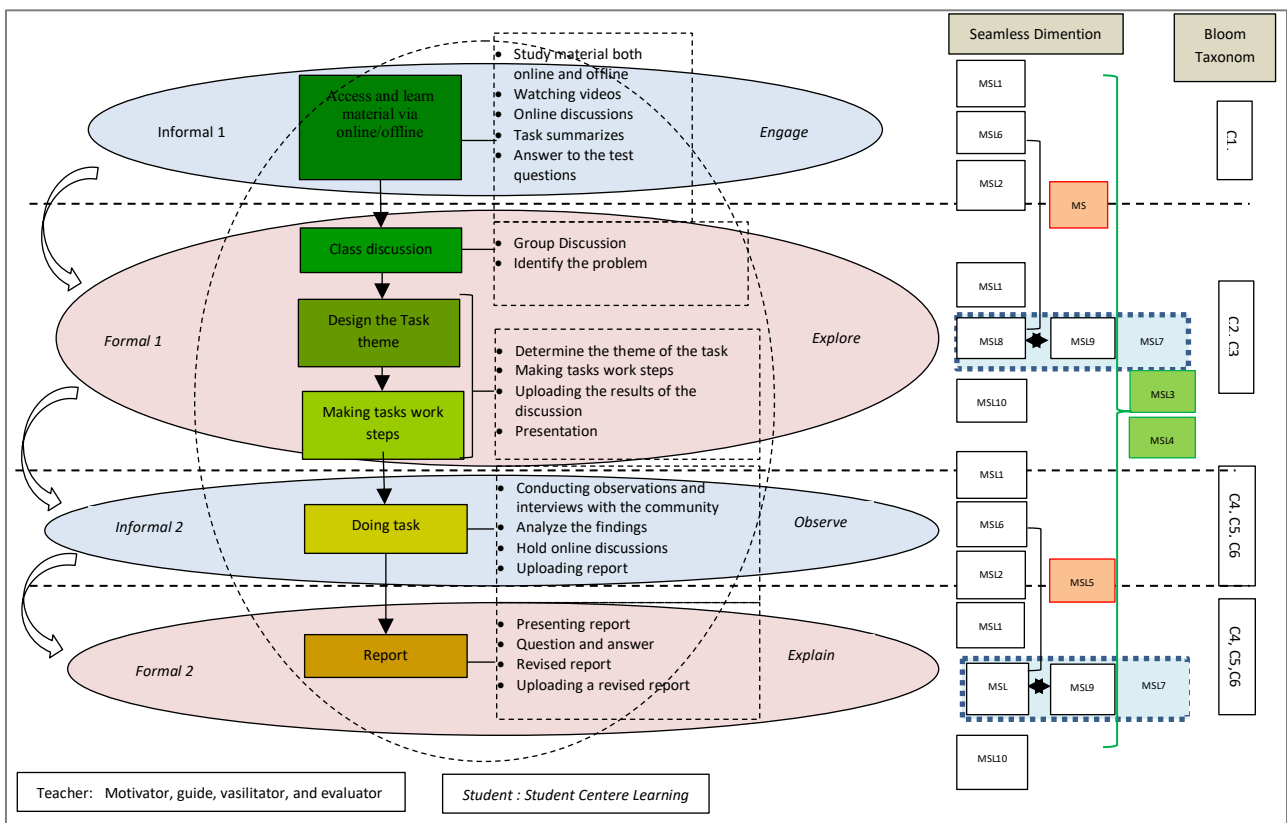 Seamless Dimention
Bloom
Taxonom
Informal 1
Access and learn
material via
online/offline
• Study material both
online and offline
• Watching videos
• Online discussions
• Task summarizes
• Answer to the test
questions
Engage
MSL1
MSL6
MSL2
MS
C1.
Formal 1
Class discussion
• Group Discussion
• Identify the problem
Design the Task
theme
Making tasks work
steps
• Determine the theme of the task
• Making tasks work steps
• Uploading the results of the
discussion
• Presentation
Explore
MSL1
MSL8
MSL9
MSL7
MSL10
MSL3
MSL4
C2. C3
Informal 2
Doing task
• Conducting observations and
interviews with the community
• Analyze the findings
• Hold online discussions
• Uploading report
Observe
MSL1
MSL6
MSL2
MSL5
C4. C5, C6
Formal 2
Report
• Presenting report
• Question and answer
• Revised report
• Uploading a revised report
Explain
MSL1
MSL
MSL9
MSL7
MSL10
C4, C5,C6
Teacher: Motivator, guide, vasilitator, and evaluator
Student : Student Centere Learning